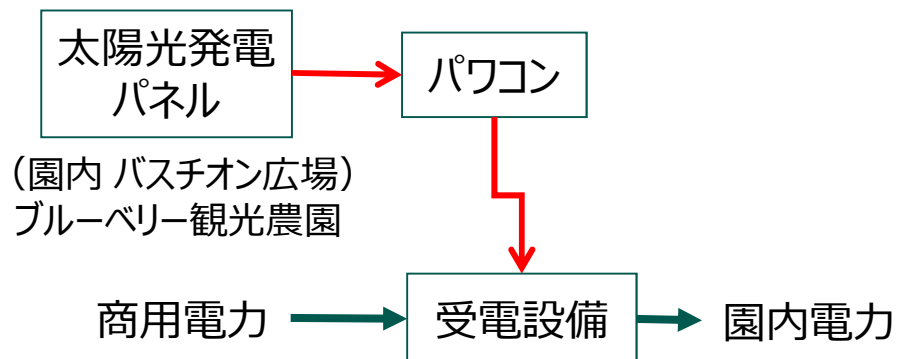 太陽光発電
パネル
パワコン
(園内 バスチオン広場)
ブルーベリー観光農園
商用電力
受電設備
園内電力